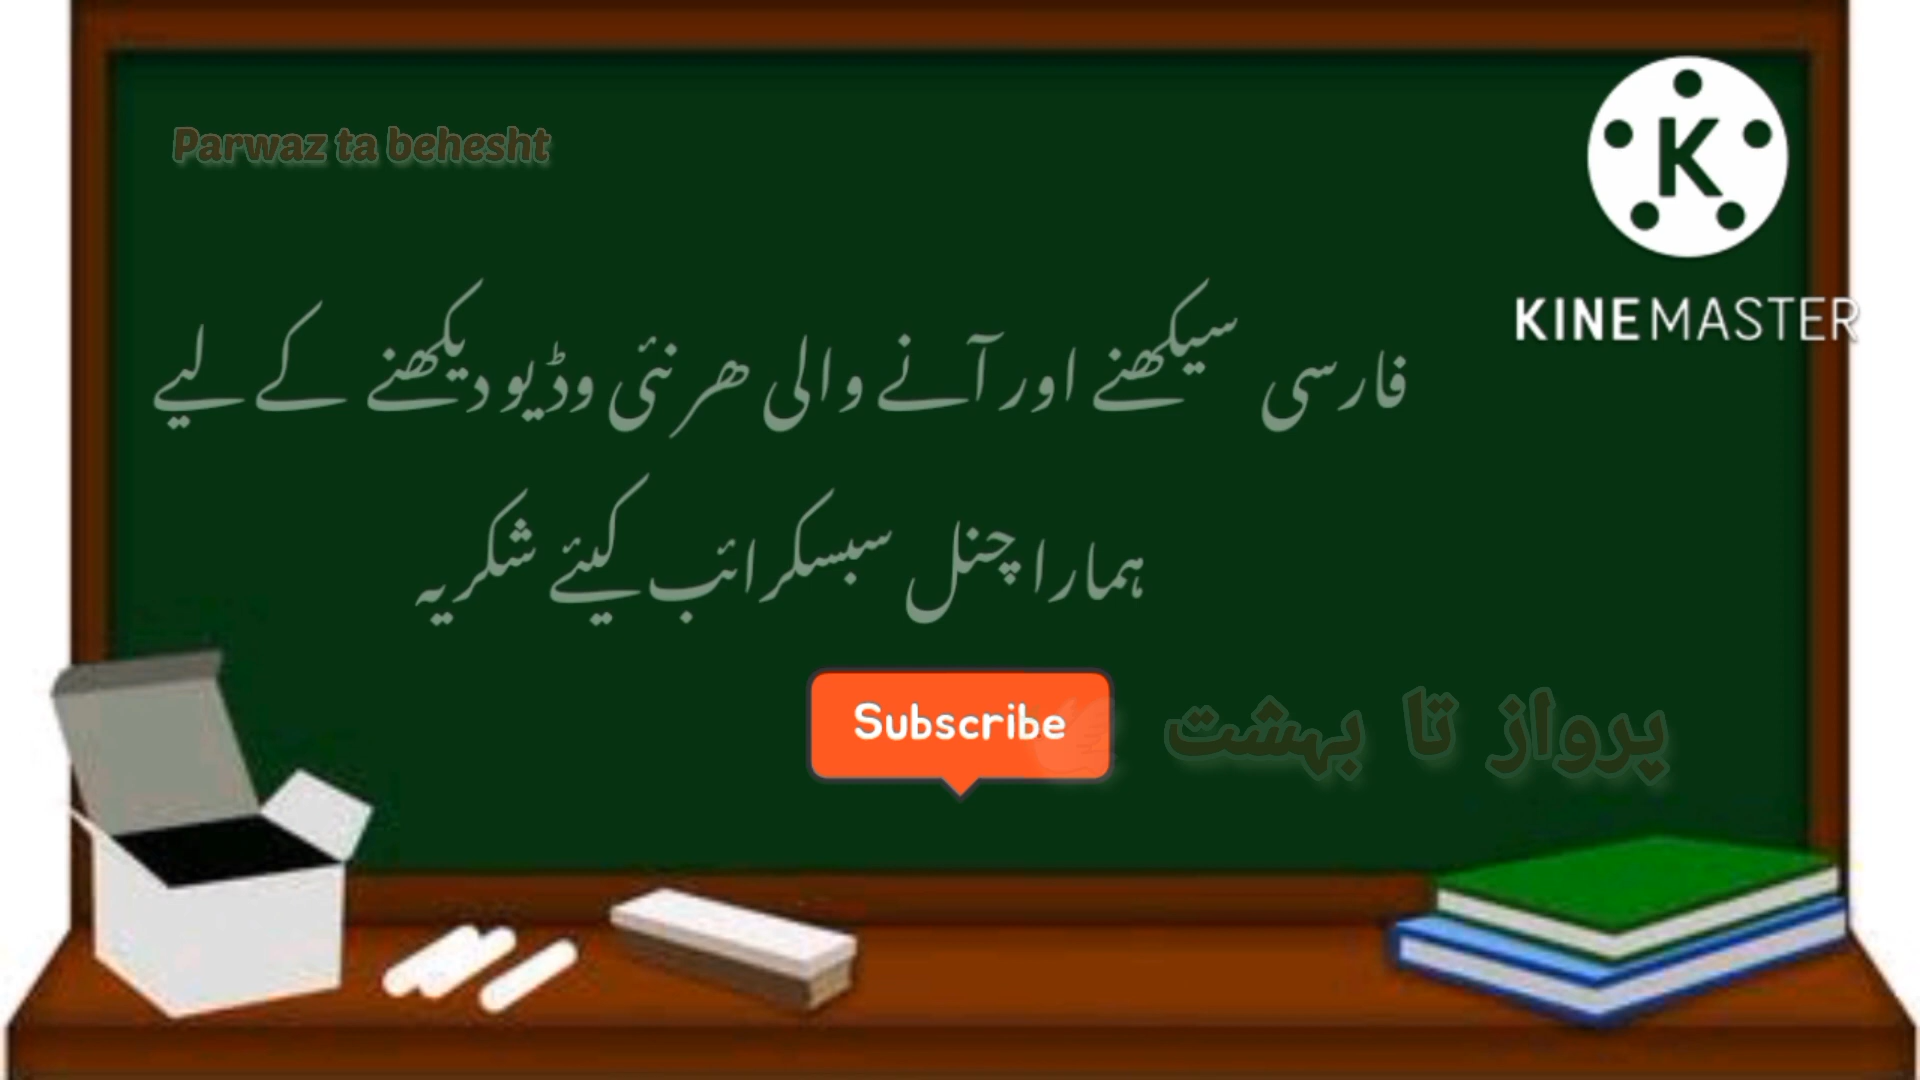 Parwaz ta behesht
K
KINEMASTER
فارسی سیکھنے اور آنے والی ھر نئی وڈیو دیکھنے کے لیے
ہمارا چنل سبسکرائب کیئے شکریہ
Subscribe
پرواز تا بہشت